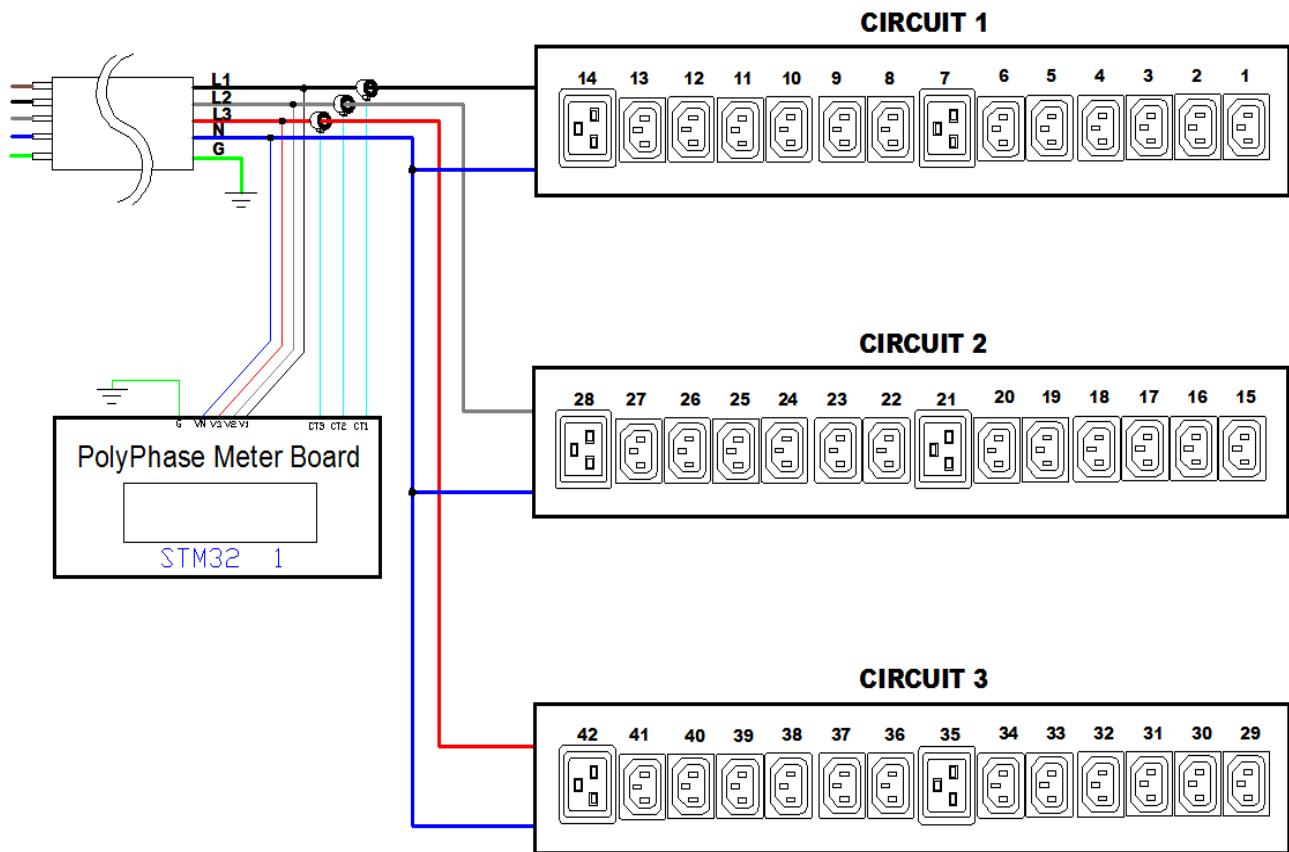 CIRCUIT 1
14 13 12 11 10 9 8 7 6 5 4 3 2 1
L1
L2
L3
N
G
CIRCUIT 2
28 27 26 25 24 23 22 21 20 19 18 17 16 15
G VN V3 V2 V1 CT3 CT2 CT1
PolyPhase Meter Board
STM32 1
CIRCUIT 3
42 41 40 39 38 37 36 35 34 33 32 31 30 29